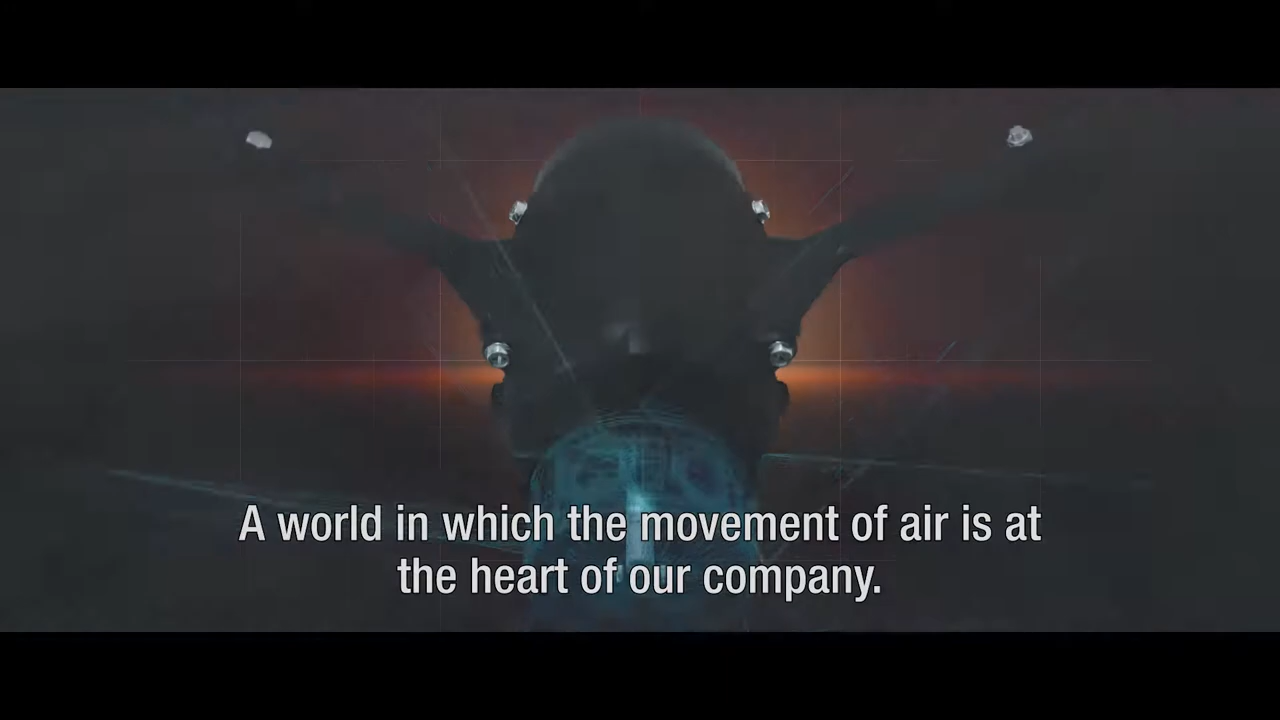 A world in which the movement of air is at
the heart of our company.